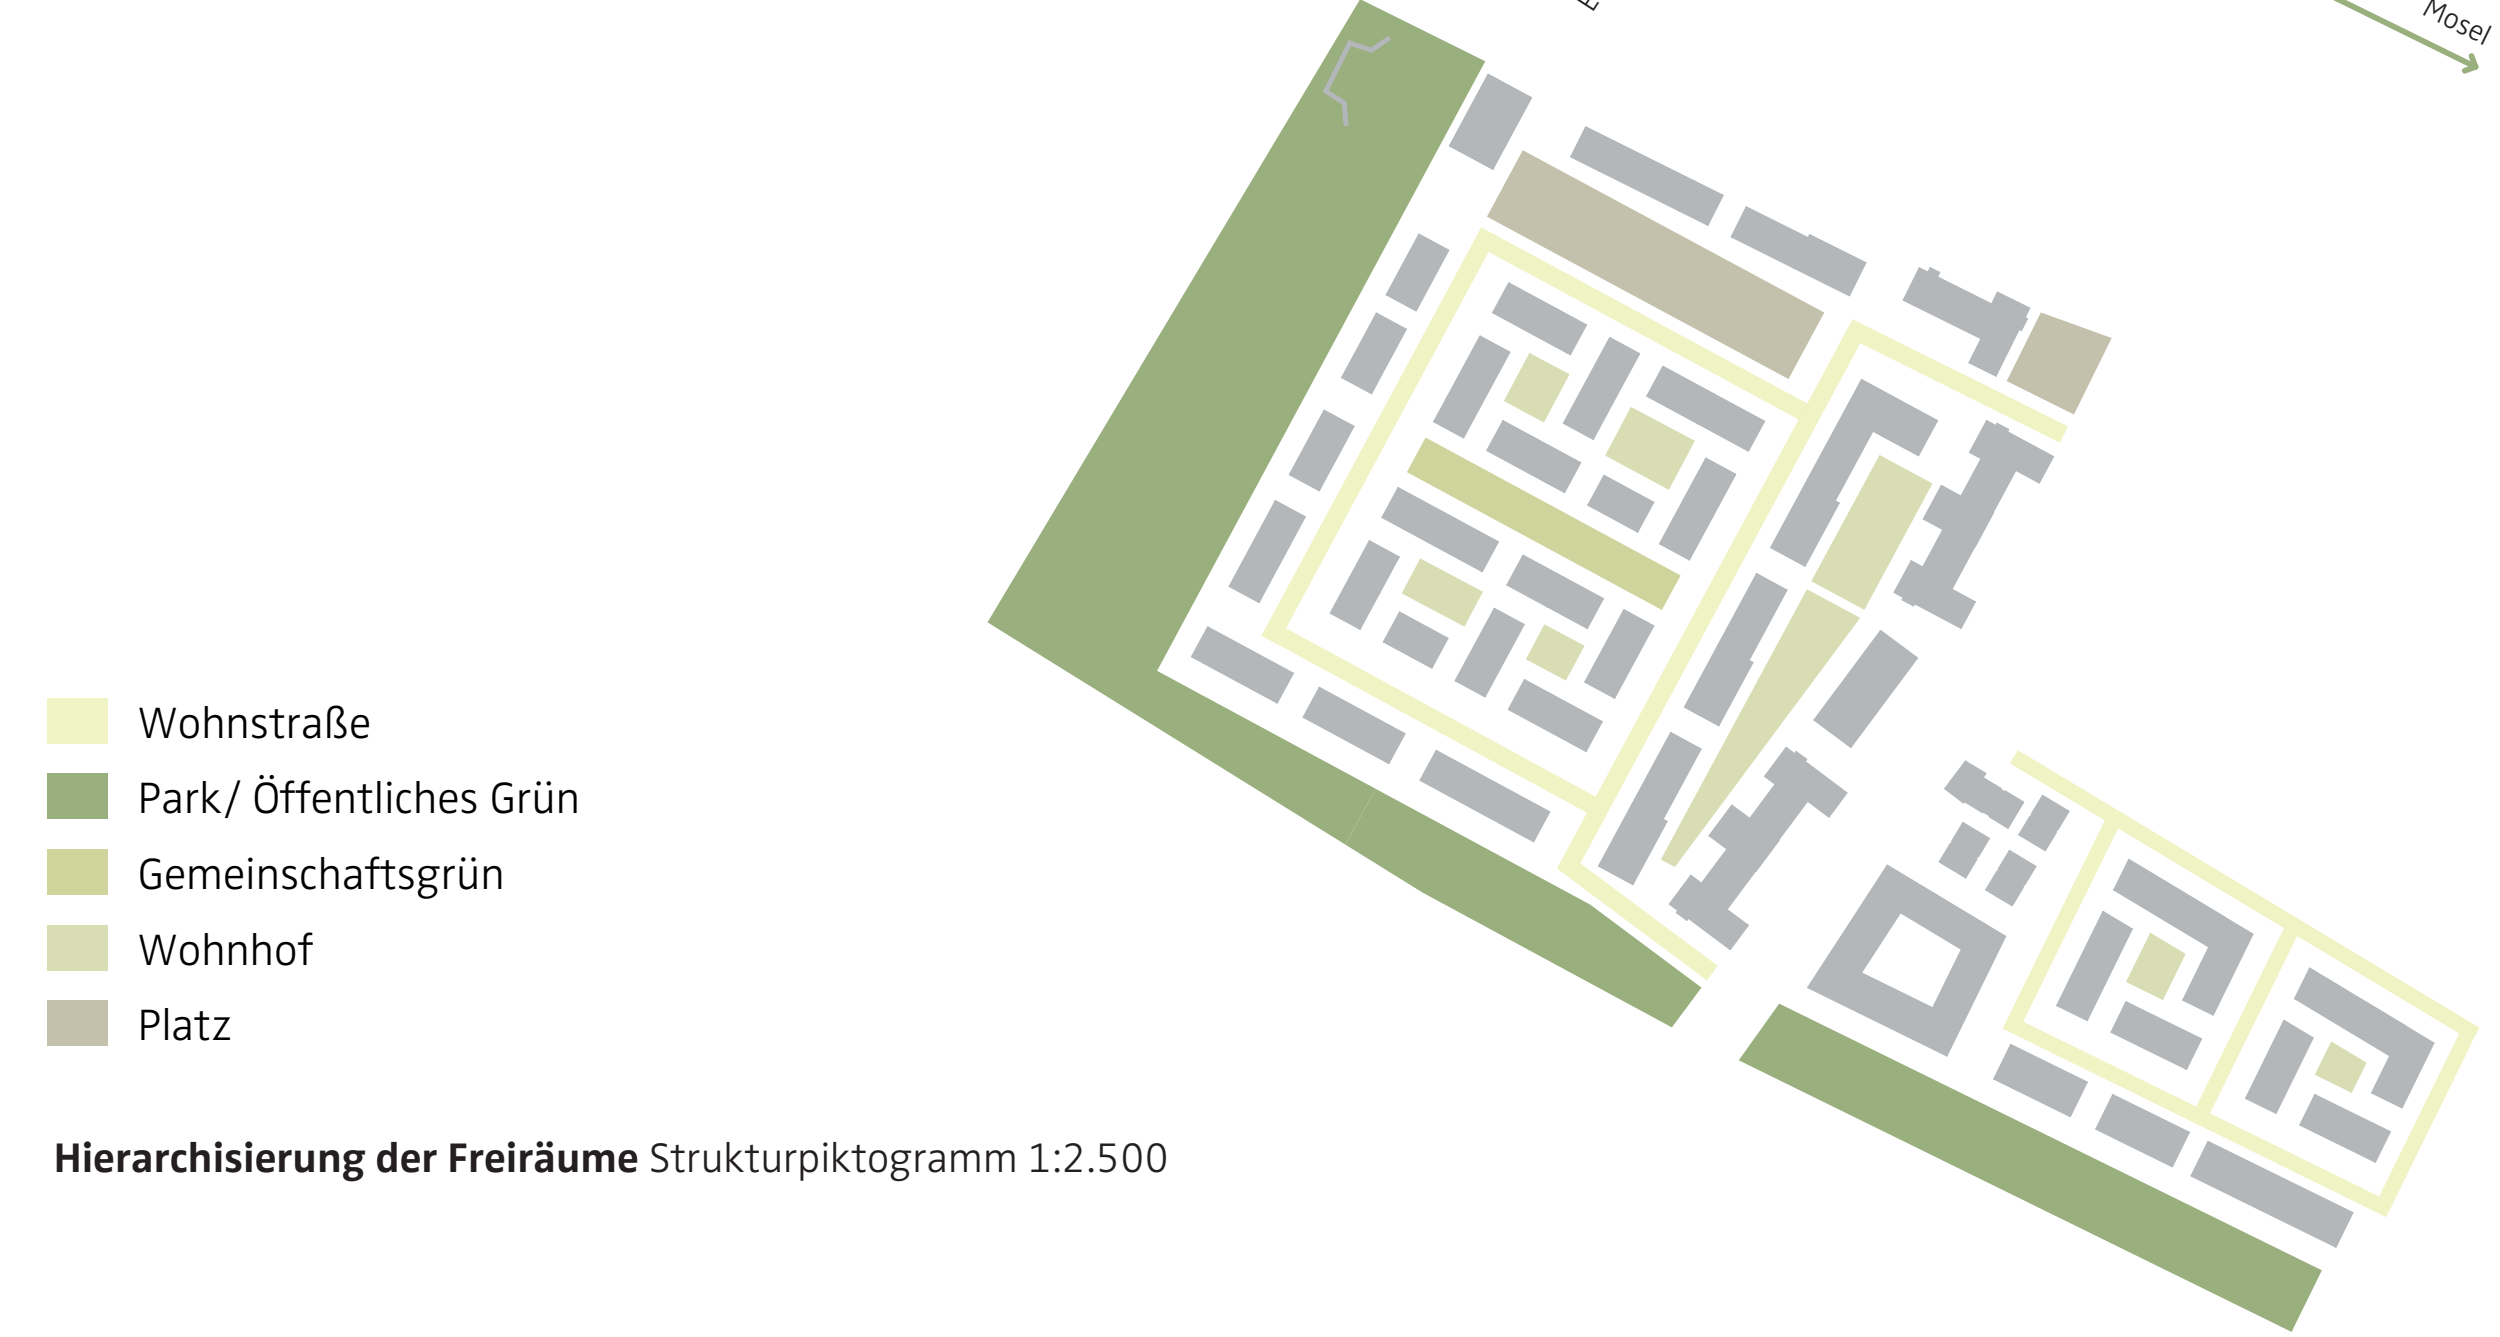 Mosel
Wohnstraße
Park/ Öffentliches Grün
Gemeinschaftsgrün
Wohnhof
Platz
Hierarchisierung der Freiräume Strukturpiktogramm 1:2.500